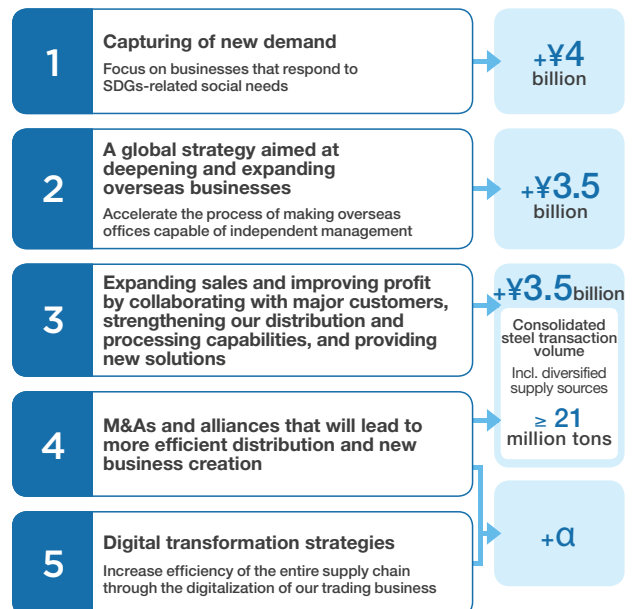 1
Capturing of new demand
Focus on businesses that respond to
SDGs-related social needs
+¥4
billion
2
A global strategy aimed at
deepening and expanding
overseas businesses
Accelerate the process of making overseas
offices capable of independent management
+¥3.5
billion
3
Expanding sales and improving profit
by collaborating with major customers,
strengthening our distribution and
processing capabilities, and providing
new solutions
+¥3.5billion
Consolidated
steel transaction
volume
Incl. diversified
supply sources
≥ 21
million tons
4
M&As and alliances that will lead to
more efficient distribution and new
business creation
5
Digital transformation strategies
Increase efficiency of the entire supply chain
through the digitalization of our trading business
+α